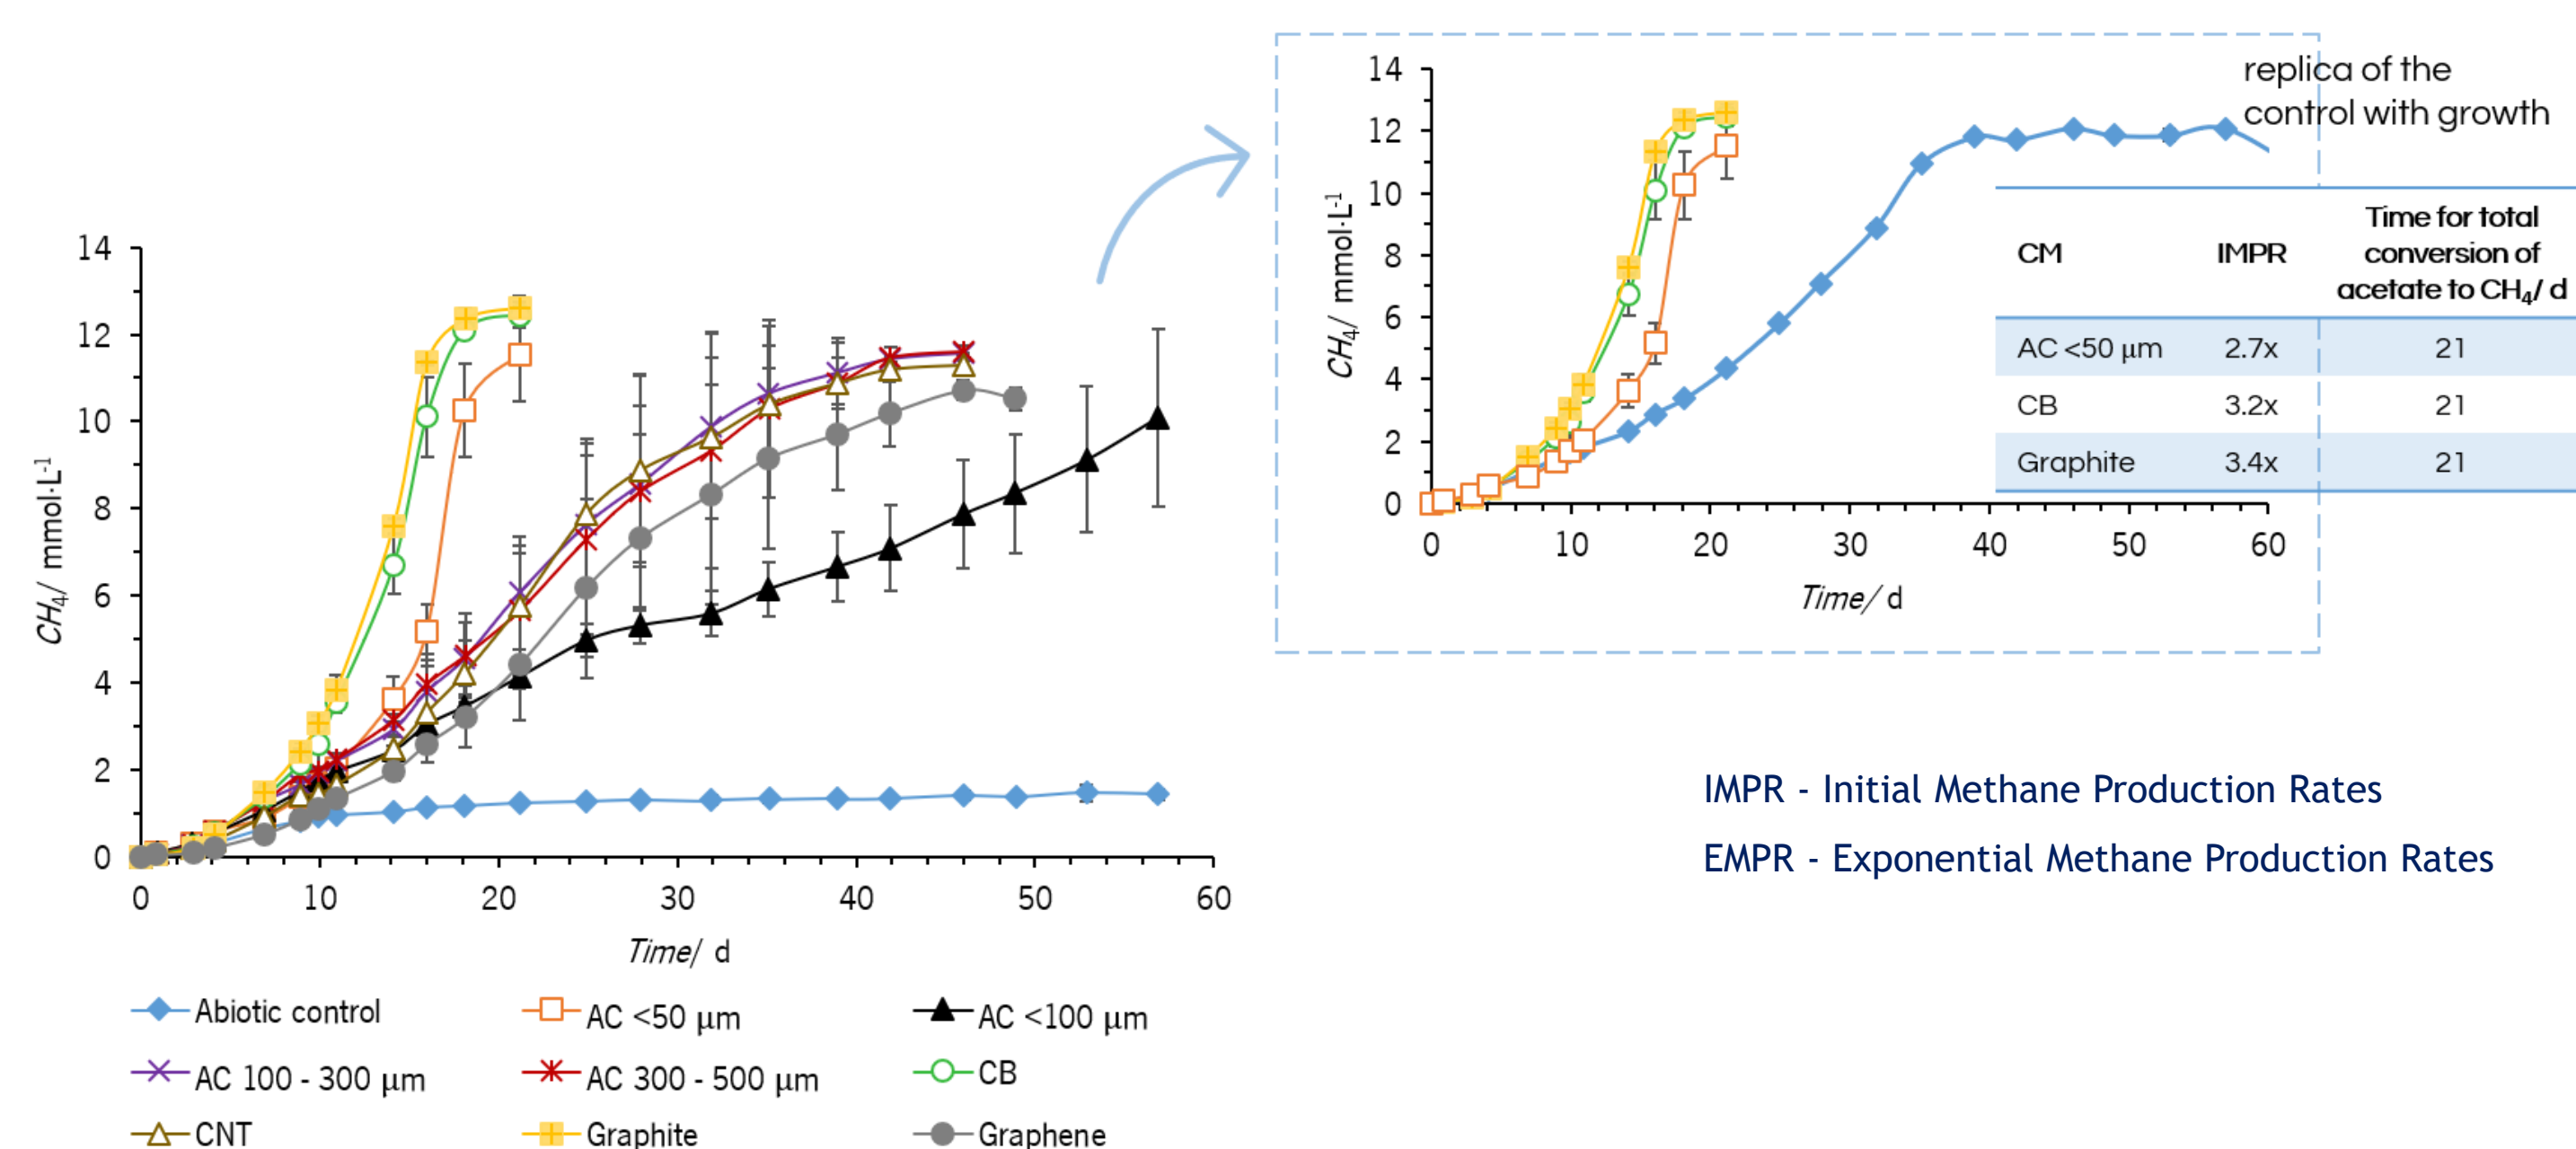 14
12
10
8
6
4
2
0
CH4/ mmol·L-1
0 10 20 30 40 50 60
Time/ d
Abiotic control
AC <50 µm
AC <100 µm
AC 100 - 300 µm
AC 300 - 500 µm
CB
CNT
Graphite
Graphene
replica of the
control with growth
14
12
10
8
6
4
2
0
CH4/ mmol·L-1
0 10 20 30 40 50 60
Time/ d
CM IMPR Time for total
conversion of
acetate to CH4/ d
AC <50 µm 2.7x 21
CB 3.2x 21
Graphite 3.4x 21
IMPR - Initial Methane Production Rates
EMPR - Exponential Methane Production Rates